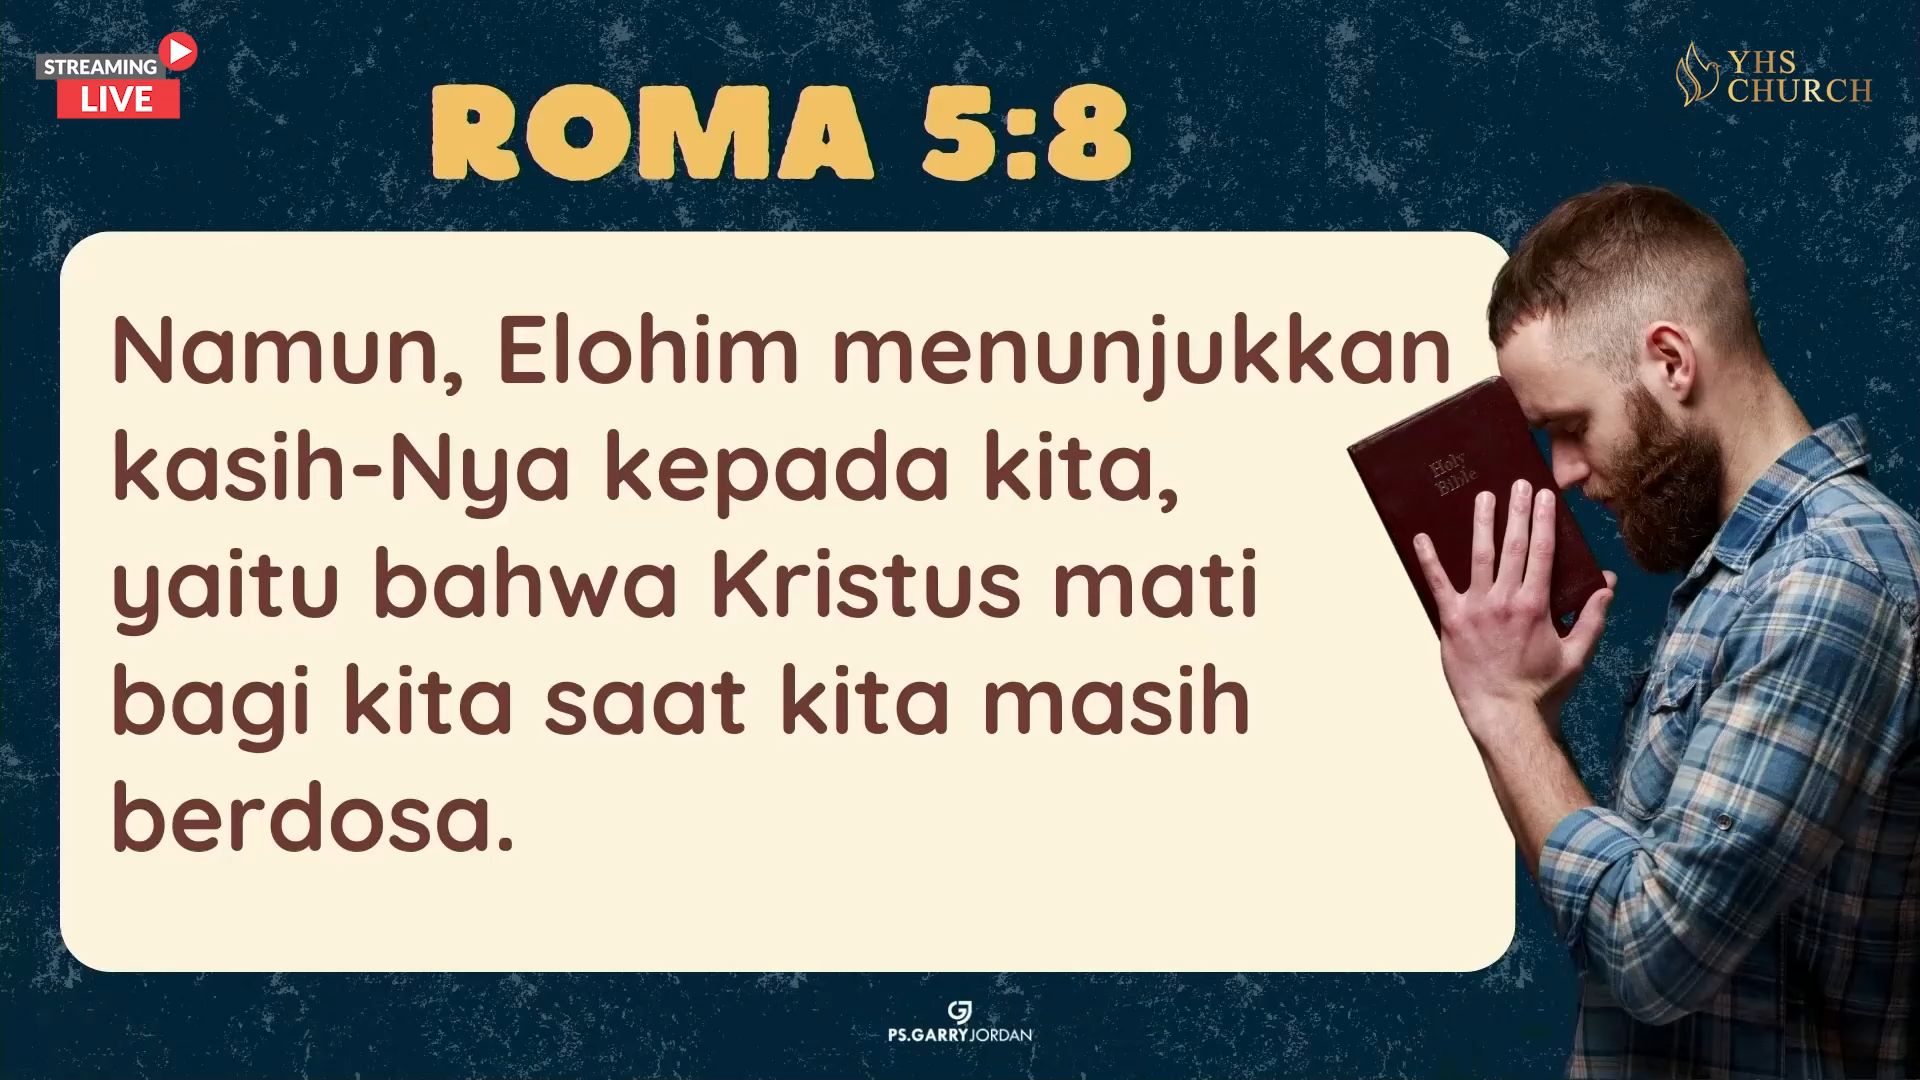 STREAMING
LIVE
YHS
CHURCH
ROMA 5:8
Namun, Elohim menunjukkan
kasih-Nya kepada kita,
yaitu bahwa Kristus mati
bagi kita saat kita masih
berdosa.
Holy
Bible
PS.GARRYJORDAN